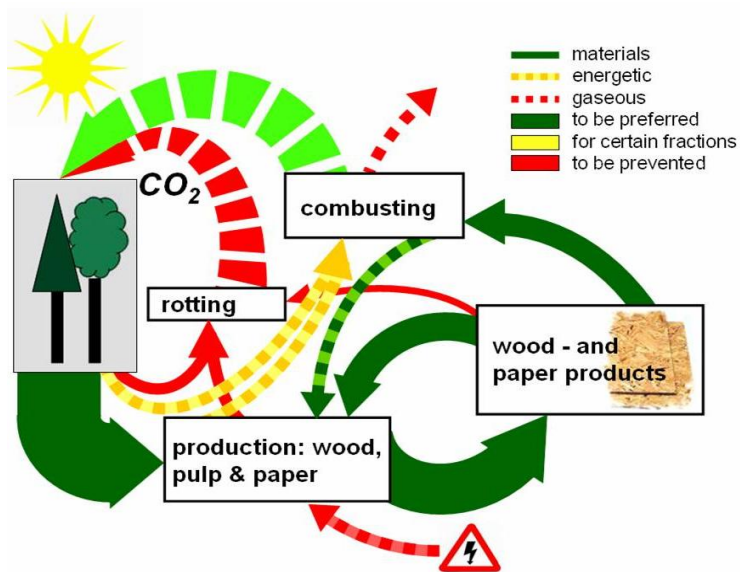 materials
energetic
gaseous
to be preferred
for certain fractions
to be prevented
CO2
combusting
rotting
wood - and
paper products
production: wood,
pulp & paper